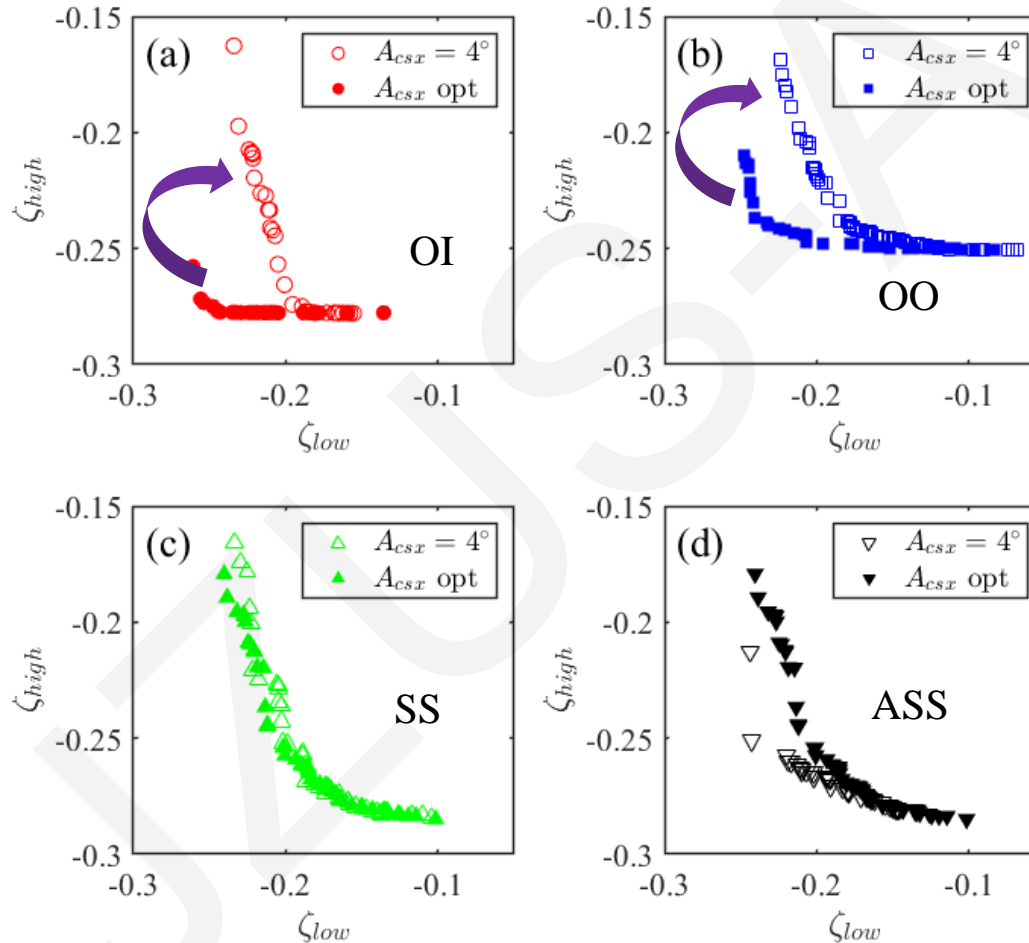 (a)
A_csx = 4°
A_csx opt
OI
ζ_high
-0.15
-0.2
-0.25
-0.3
-0.3 -0.2 -0.1
ζ_low
(b)
A_csx = 4°
A_csx opt
OO
ζ_high
-0.15
-0.2
-0.25
-0.3
-0.3 -0.2 -0.1
ζ_low
(c)
A_csx = 4°
A_csx opt
SS
ζ_high
-0.15
-0.2
-0.25
-0.3
-0.3 -0.2 -0.1
ζ_low
(d)
A_csx = 4°
A_csx opt
ASS
ζ_high
-0.15
-0.2
-0.25
-0.3
-0.3 -0.2 -0.1
ζ_low
JZUS-A